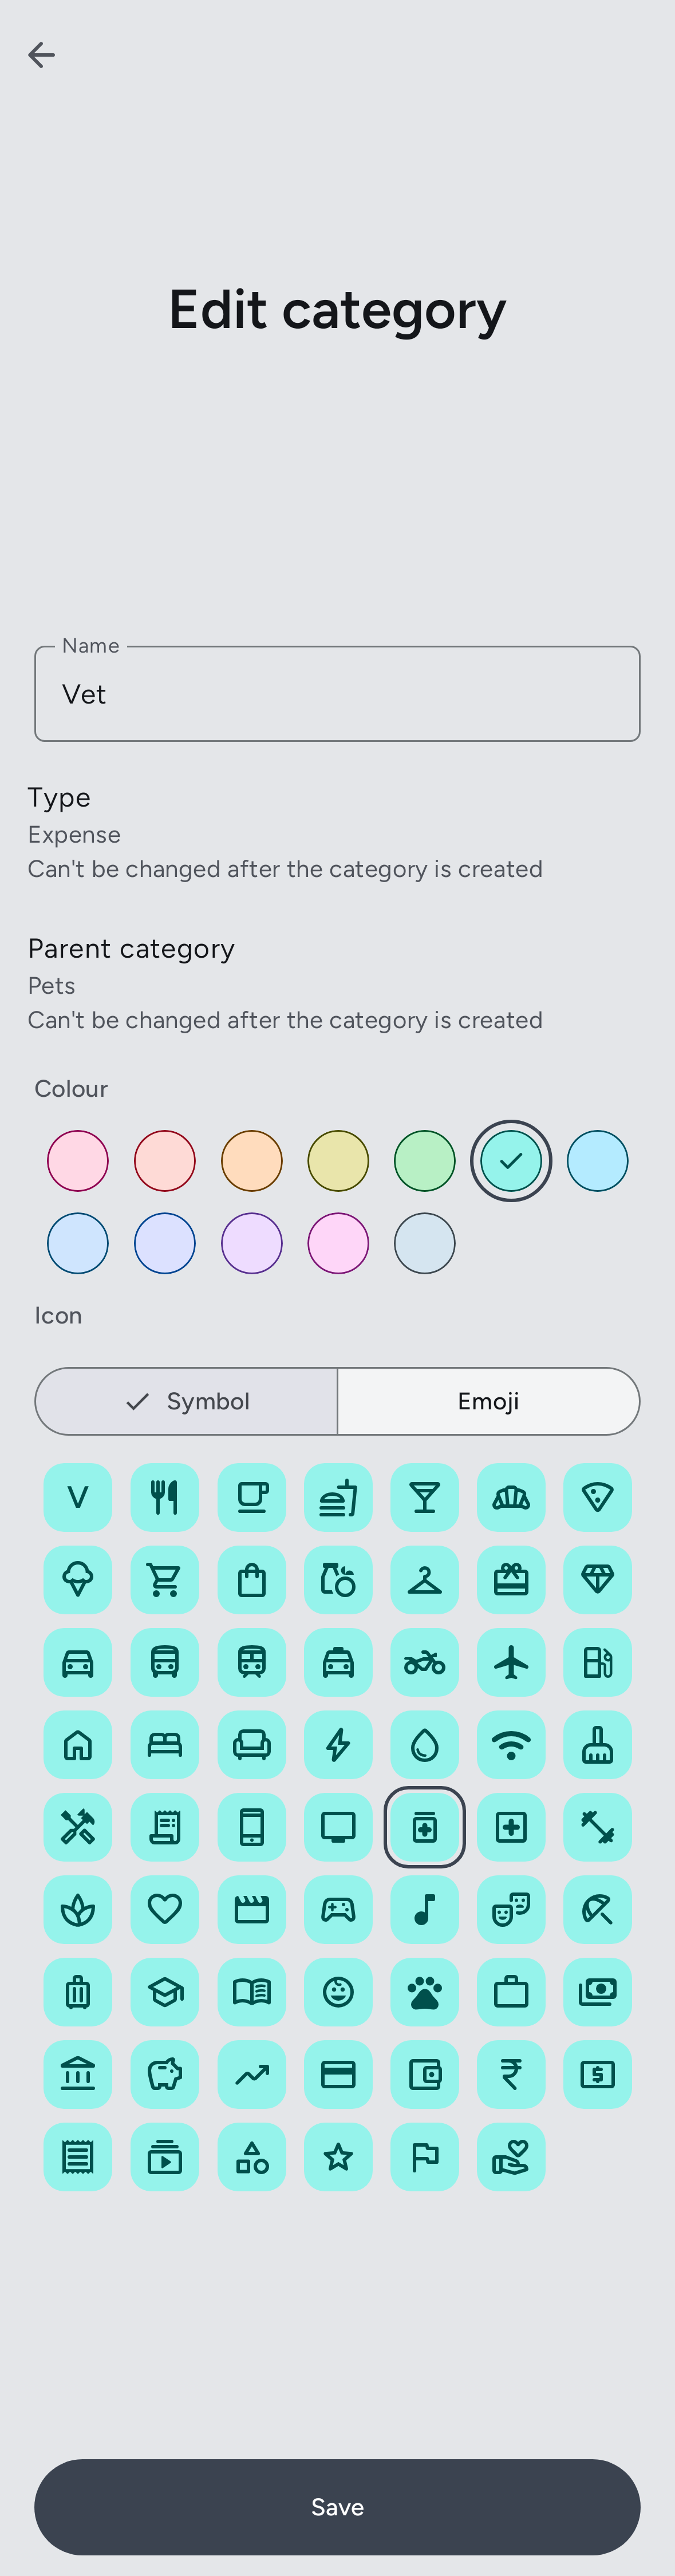 Edit category
Name
Vet
Type
Expense
Can't be changed after the category is created
Parent category
Pets
Can't be changed after the category is created
Colour
Icon
Symbol
Emoji
V
Save